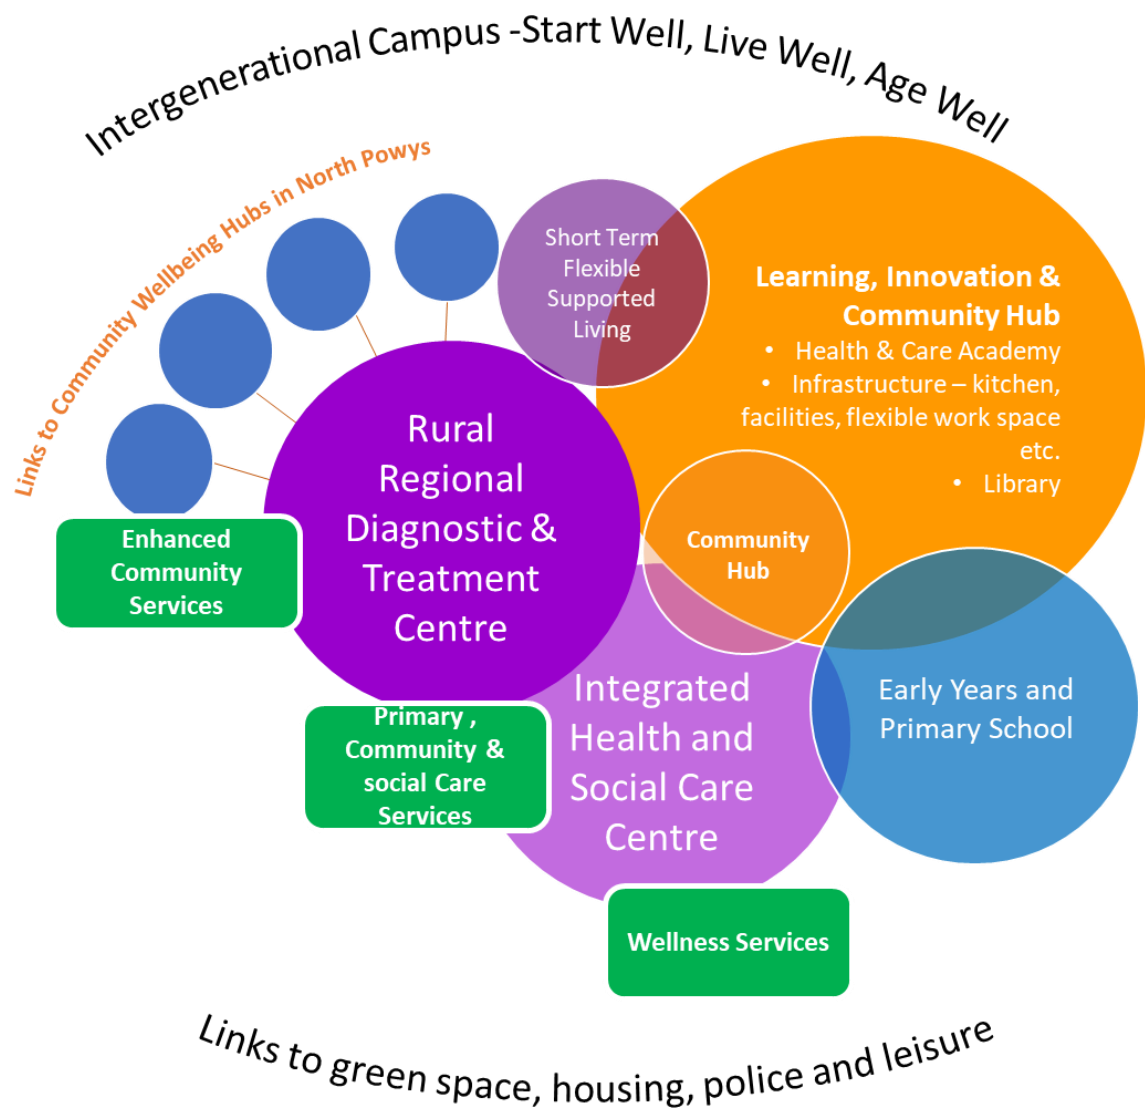 Intergenerational Campus -Start Well, Live Well, Age Well
Links to Community Wellbeing Hubs in North Powys
Short Term
Flexible
Supported
Living
Learning, Innovation &
Community Hub
• Health & Care Academy
• Infrastructure – kitchen,
facilities, flexible work space
etc.
• Library
Rural
Regional
Diagnostic &
Treatment
Centre
Community
Hub
Enhanced
Community
Services
Integrated
Health and
Social Care
Centre
Early Years and
Primary School
Primary ,
Community &
social Care
Services
Wellness Services
Links to green space, housing, police and leisure